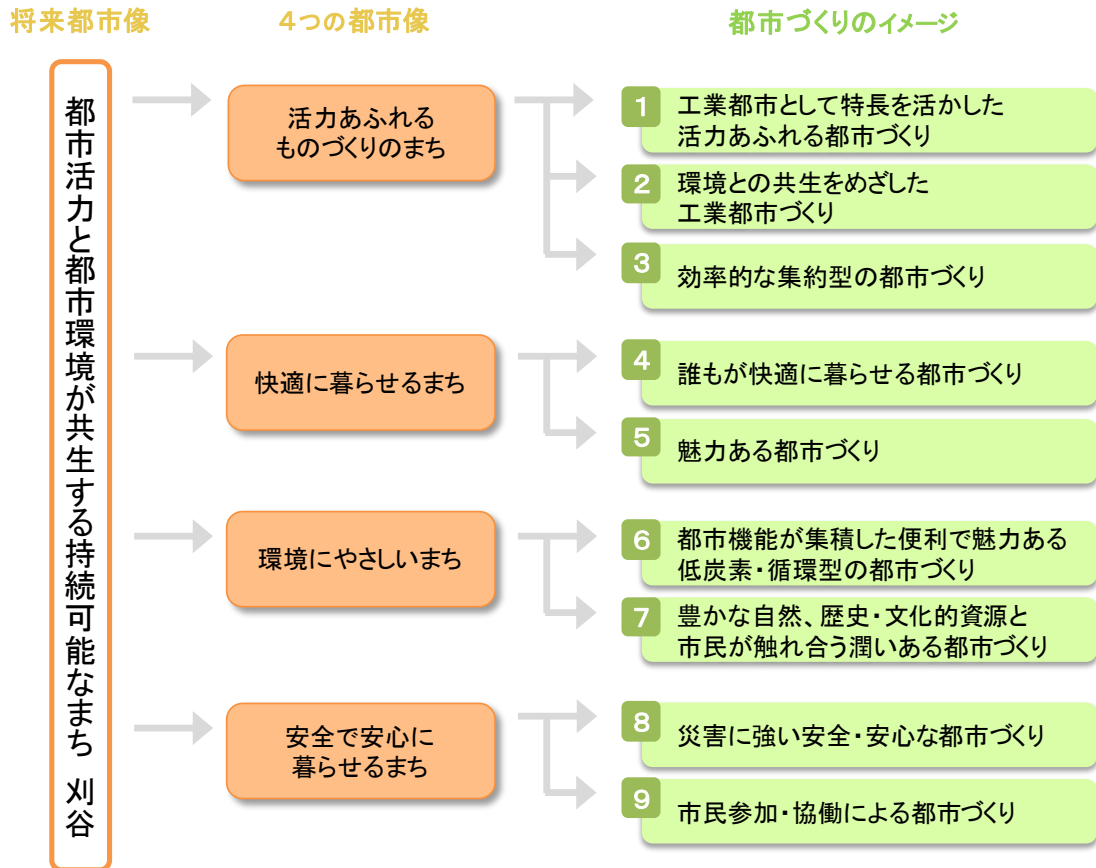 将来都市像
4つの都市像
都市づくりのイメージ
都市活力と都市環境が共生する持続可能なまち 刈谷
活力あふれる
ものづくりのまち
1
工業都市として特長を活かした
活力あふれる都市づくり
2
環境との共生をめざした
工業都市づくり
3
効率的な集約型の都市づくり
快適に暮らせるまち
4
誰もが快適に暮らせる都市づくり
5
魅力ある都市づくり
環境にやさしいまち
6
都市機能が集積した便利で魅力ある
低炭素・循環型の都市づくり
7
豊かな自然、歴史・文化的資源と
市民が触れ合う潤いある都市づくり
安全で安心に
暮らせるまち
8
災害に強い安全・安心な都市づくり
9
市民参加・協働による都市づくり